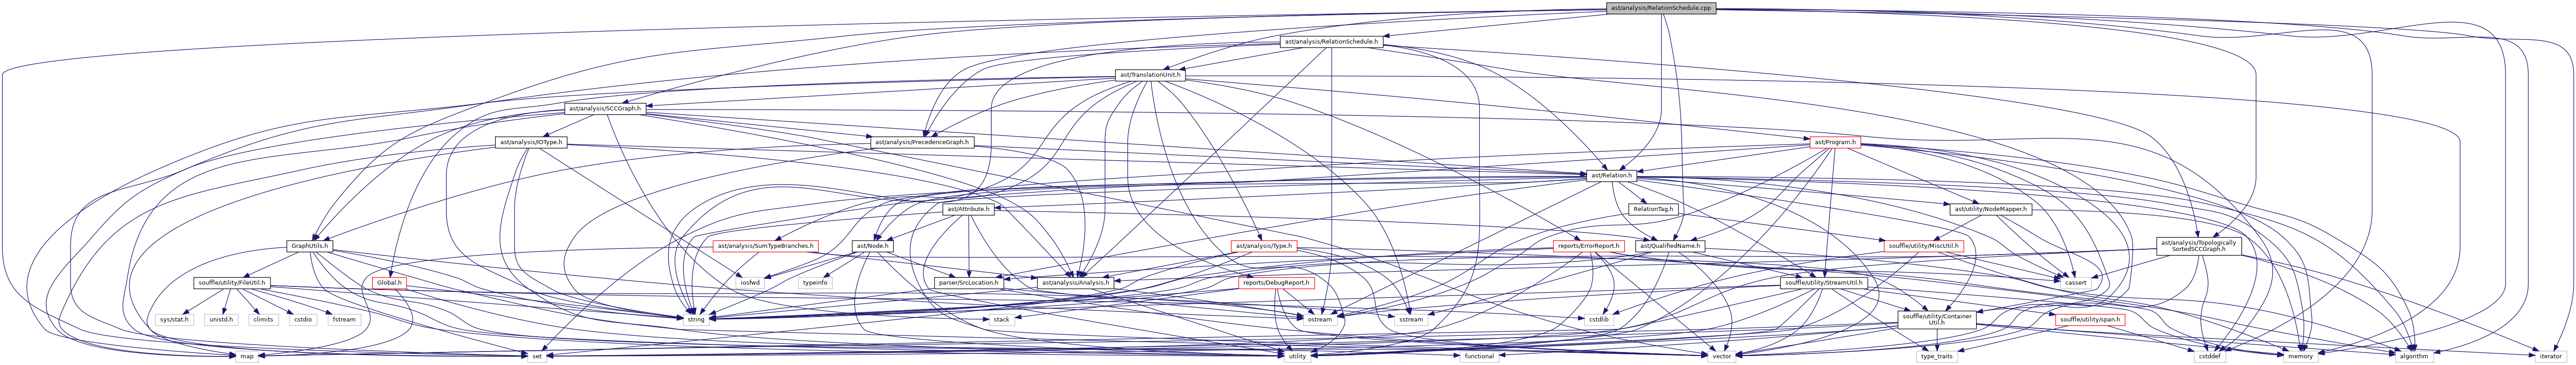 ast/analysis/RelationSchedule.cpp
ast/analysis/RelationSchedule.h
ast/TranslationUnit.h
ast/analysis/SCCGraph.h
ast/analysis/IOType.h
ast/analysis/PrecedenceGraph.h
ast/Program.h
ast/Relation.h
ast/Attribute.h
RelationTag.h
ast/utility/NodeMapper.h
GraphUtils.h
ast/analysis/SumTypeBranches.h
ast/Node.h
ast/analysis/Type.h
reports/ErrorReport.h
ast/QualifiedName.h
souffle/utility/MiscUtil.h
ast/analysis/Topologically
SortedSCCGraph.h
souffle/utility/FileUtil.h
Global.h
iosfwd
typeinfo
parser/SrcLocation.h
ast/analysis/Analysis.h
reports/DebugReport.h
souffle/utility/StreamUtil.h
cassert
sys/stat.h
unistd.h
climits
cstdio
fstream
string
stack
ostream
sstream
cstdlib
souffle/utility/Container
Util.h
souffle/utility/span.h
map
set
utility
functional
vector
type_traits
cstddef
memory
algorithm
iterator